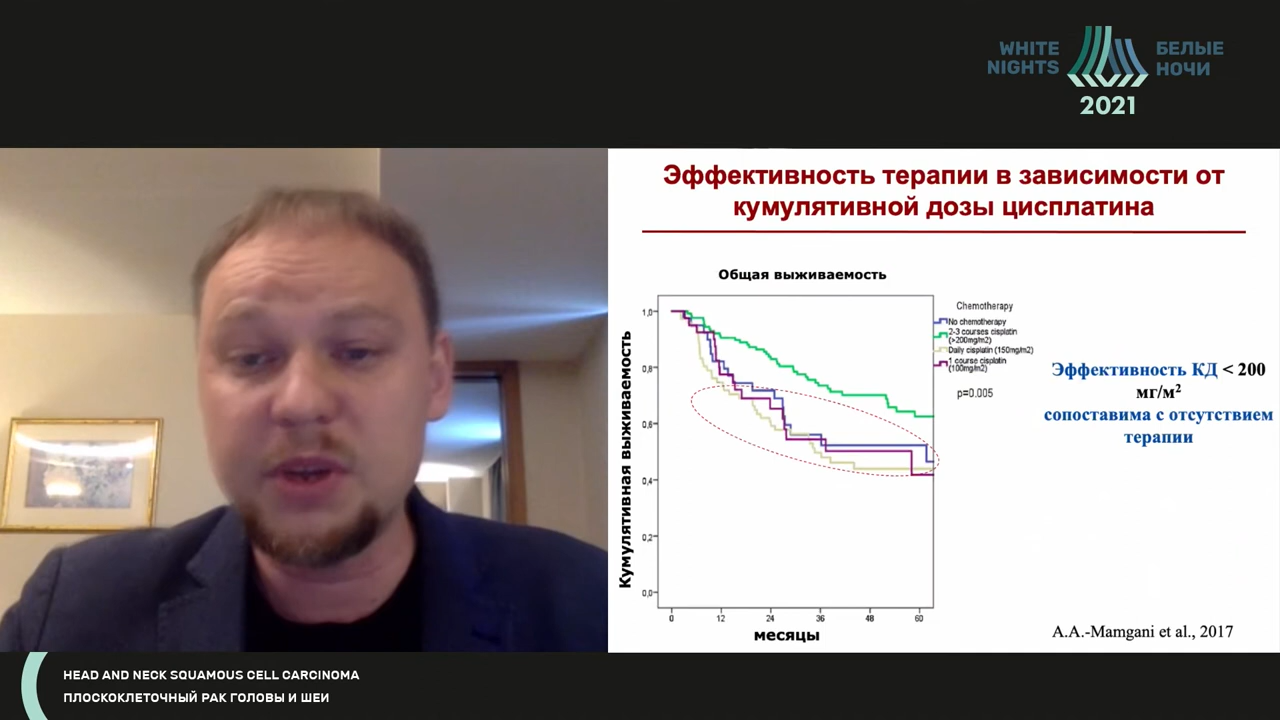 WHITE NIGHTS
БЕЛЫЕ НОЧИ
2021
Эффективность терапии в зависимости от
кумулятивной дозы цисплатина
Общая выживаемость
Кумулятивная выживаемость
1,0
0,8
0,6
0,4
0,2
0,0
0 12 24 36 48 60
месяцы
Chemotherapy
No chemotherapy
2-3 courses cisplatin
(>200mg/m2)
Daily cisplatin (150mg/m2)
1 course cisplatin
(100mg/m2)
p=0.005
Эффективность КД < 200
мг/м²
сопоставима с отсутствием
терапии
A.A.-Mamgani et al., 2017
HEAD AND NECK SQUAMOUS CELL CARCINOMA
ПЛОСКОКЛЕТОЧНЫЙ РАК ГОЛОВЫ И ШЕИ